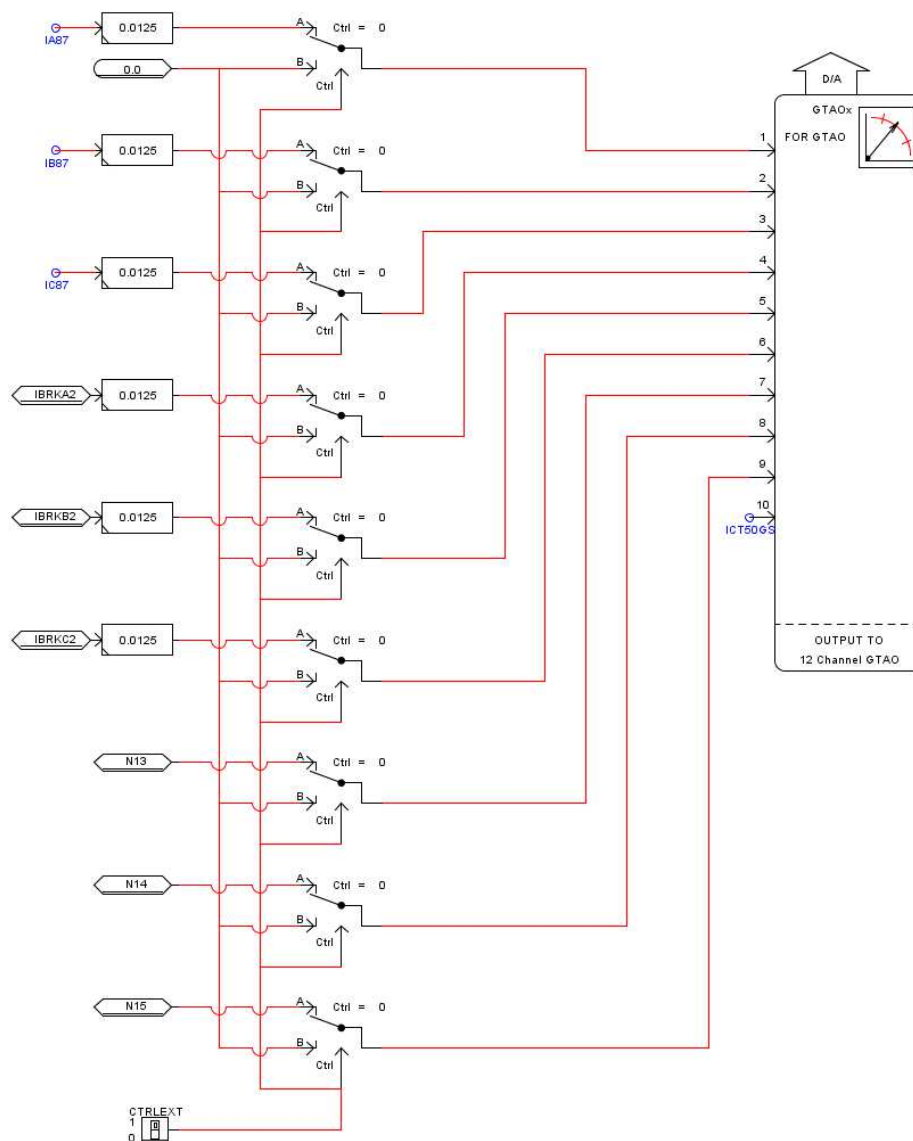 A Ctrl = 0
IA87 0.0125
0.0 B
Ctrl
D/A
GTAOx
FOR GTAO
1
A Ctrl = 0
IB87 0.0125
B
Ctrl
2
3
A Ctrl = 0
IC87 0.0125
B
Ctrl
4
5
6
A Ctrl = 0
IBRKA2 0.0125
B
Ctrl
7
8
9
A Ctrl = 0
IBRKB2 0.0125
B
Ctrl
10
ICT50GS
A Ctrl = 0
IBRKC2 0.0125
B
Ctrl
OUTPUT TO
12 Channel GTAO
A Ctrl = 0
N13
B
Ctrl
A Ctrl = 0
N14
B
Ctrl
A Ctrl = 0
N15
B
Ctrl
CTRLEXT
1
0
0